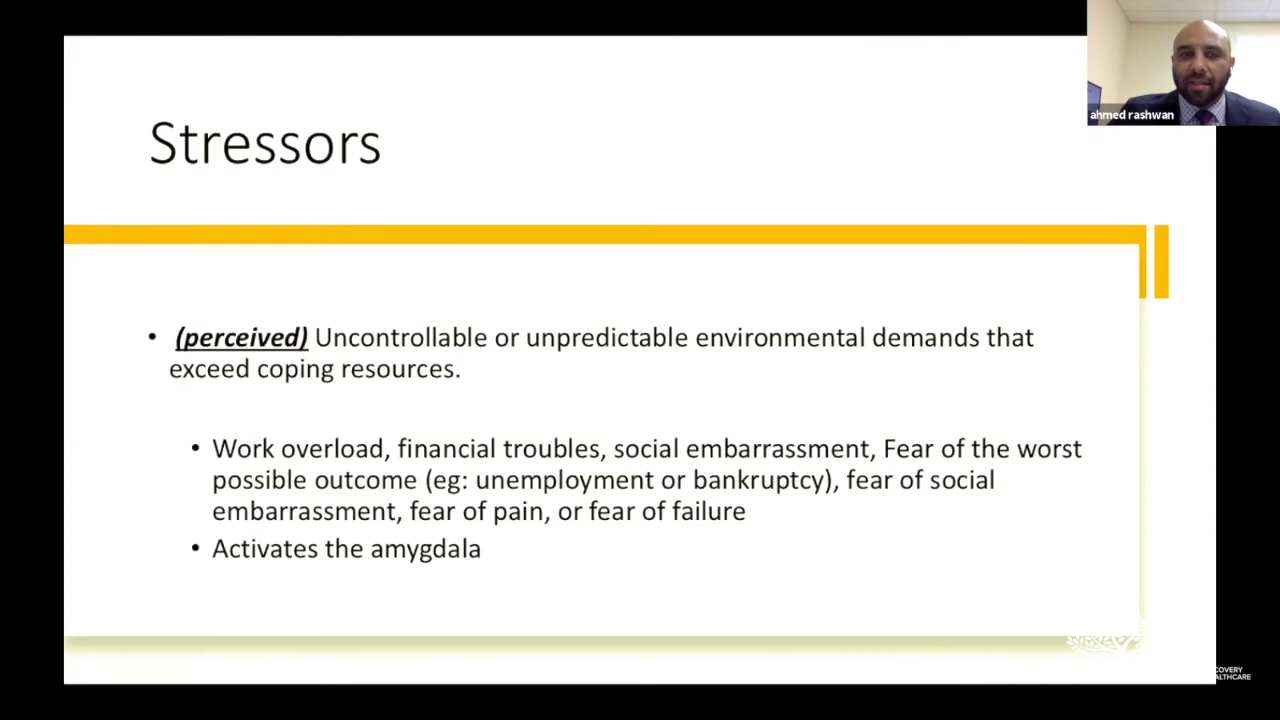 ahmed rashwan
Stressors
• (perceived) Uncontrollable or unpredictable environmental demands that
exceed coping resources.
• Work overload, financial troubles, social embarrassment, Fear of the worst
possible outcome (eg: unemployment or bankruptcy), fear of social
embarrassment, fear of pain, or fear of failure
• Activates the amygdala
COVERY
ALTHCARE